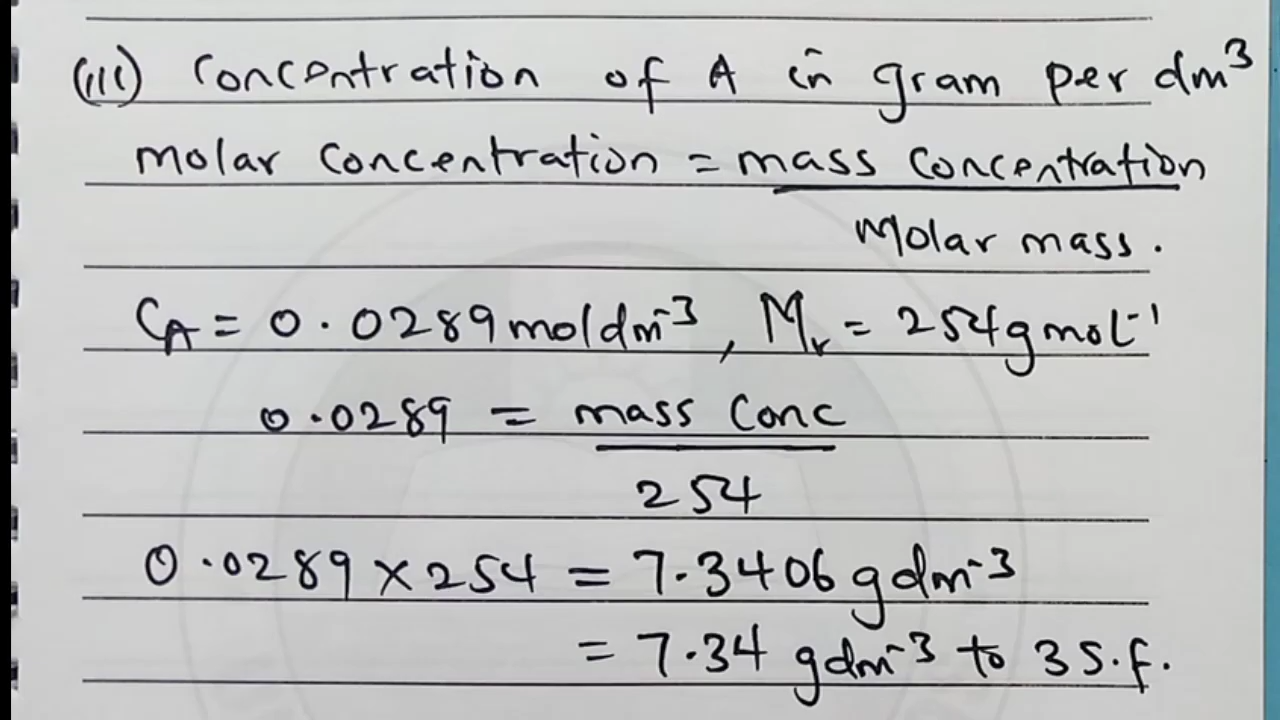 (iii) Concentration of A in gram per dm³
molar concentration = mass concentration
Molar mass.
C_A = 0.0289 mol dm⁻³, Mᵣ = 254 g mol⁻¹
0.0289 = mass conc
254
0.0289 × 254 = 7.3406 g dm⁻³
= 7.34 g dm⁻³ to 3 s.f.